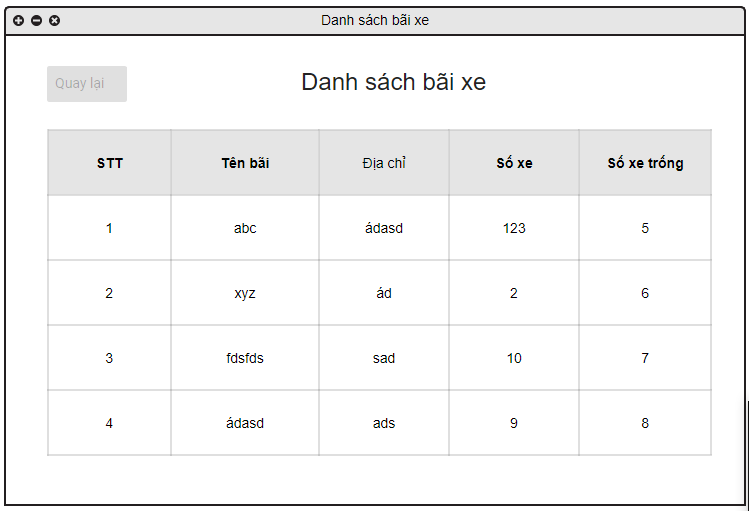 Danh sách bãi xe
Quay lại
Danh sách bãi xe
STT Tên bãi Địa chỉ Số xe Số xe trống
1 abc ádasd 123 5
2 xyz ád 2 6
3 fdsfds sad 10 7
4 ádasd ads 9 8